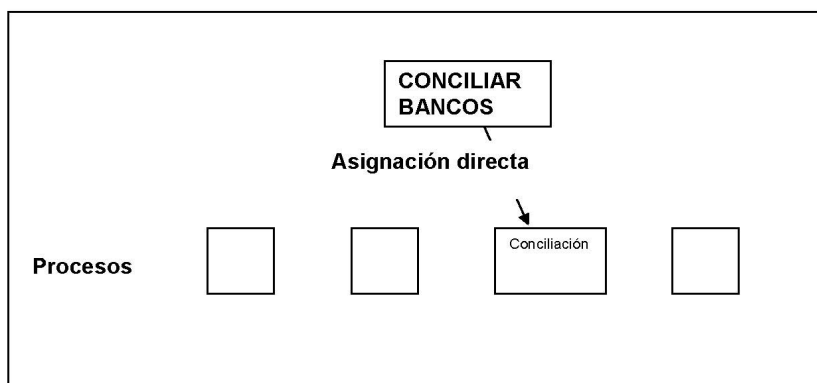 CONCILIAR
BANCOS
Asignación directa
Conciliación
Procesos